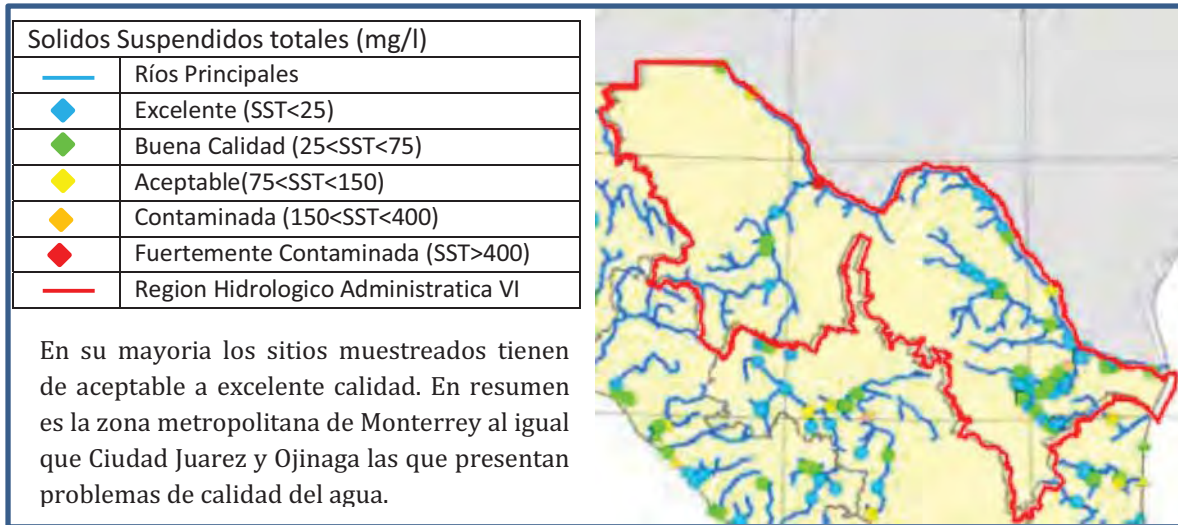 Solidos Suspendidos totales (mg/l)
Ríos Principales
Excelente (SST<25)
Buena Calidad (25<SST<75)
Aceptable(75<SST<150)
Contaminada (150<SST<400)
Fuertemente Contaminada (SST>400)
Region Hidrologico Administratica VI
En su mayoria los sitios muestreados tienen
de aceptable a excelente calidad. En resumen
es la zona metropolitana de Monterrey al igual
que Ciudad Juarez y Ojinaga las que presentan
problemas de calidad del agua.